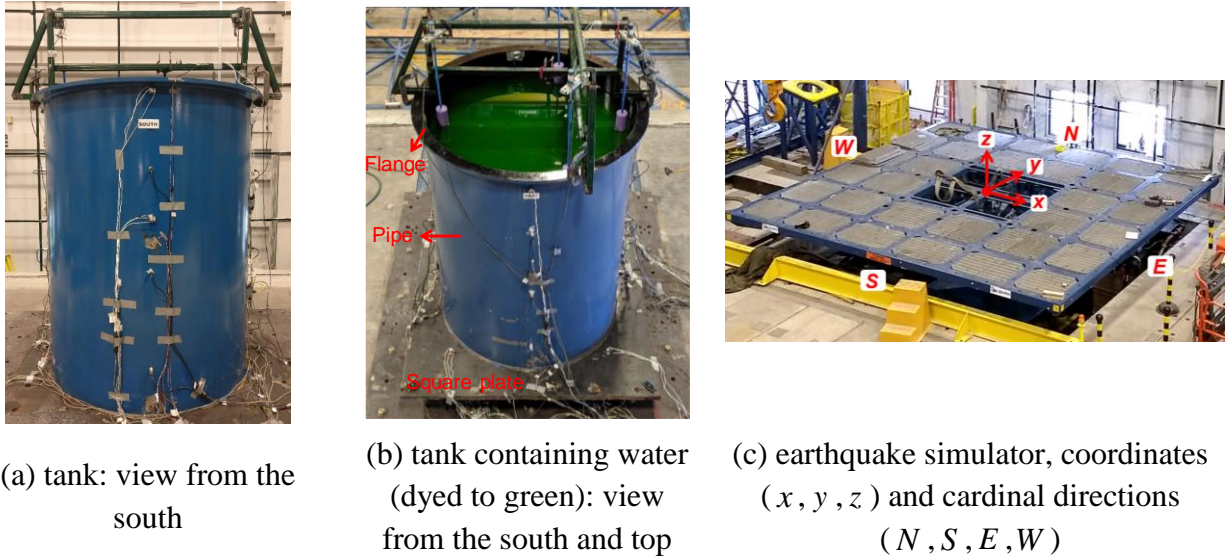 SOUTH
Flange
Pipe
Square plate
W
N
z
y
x
E
S
(a) tank: view from the
south
(b) tank containing water
(dyed to green): view
from the south and top
(c) earthquake simulator, coordinates
(x, y, z) and cardinal directions
(N, S, E, W)